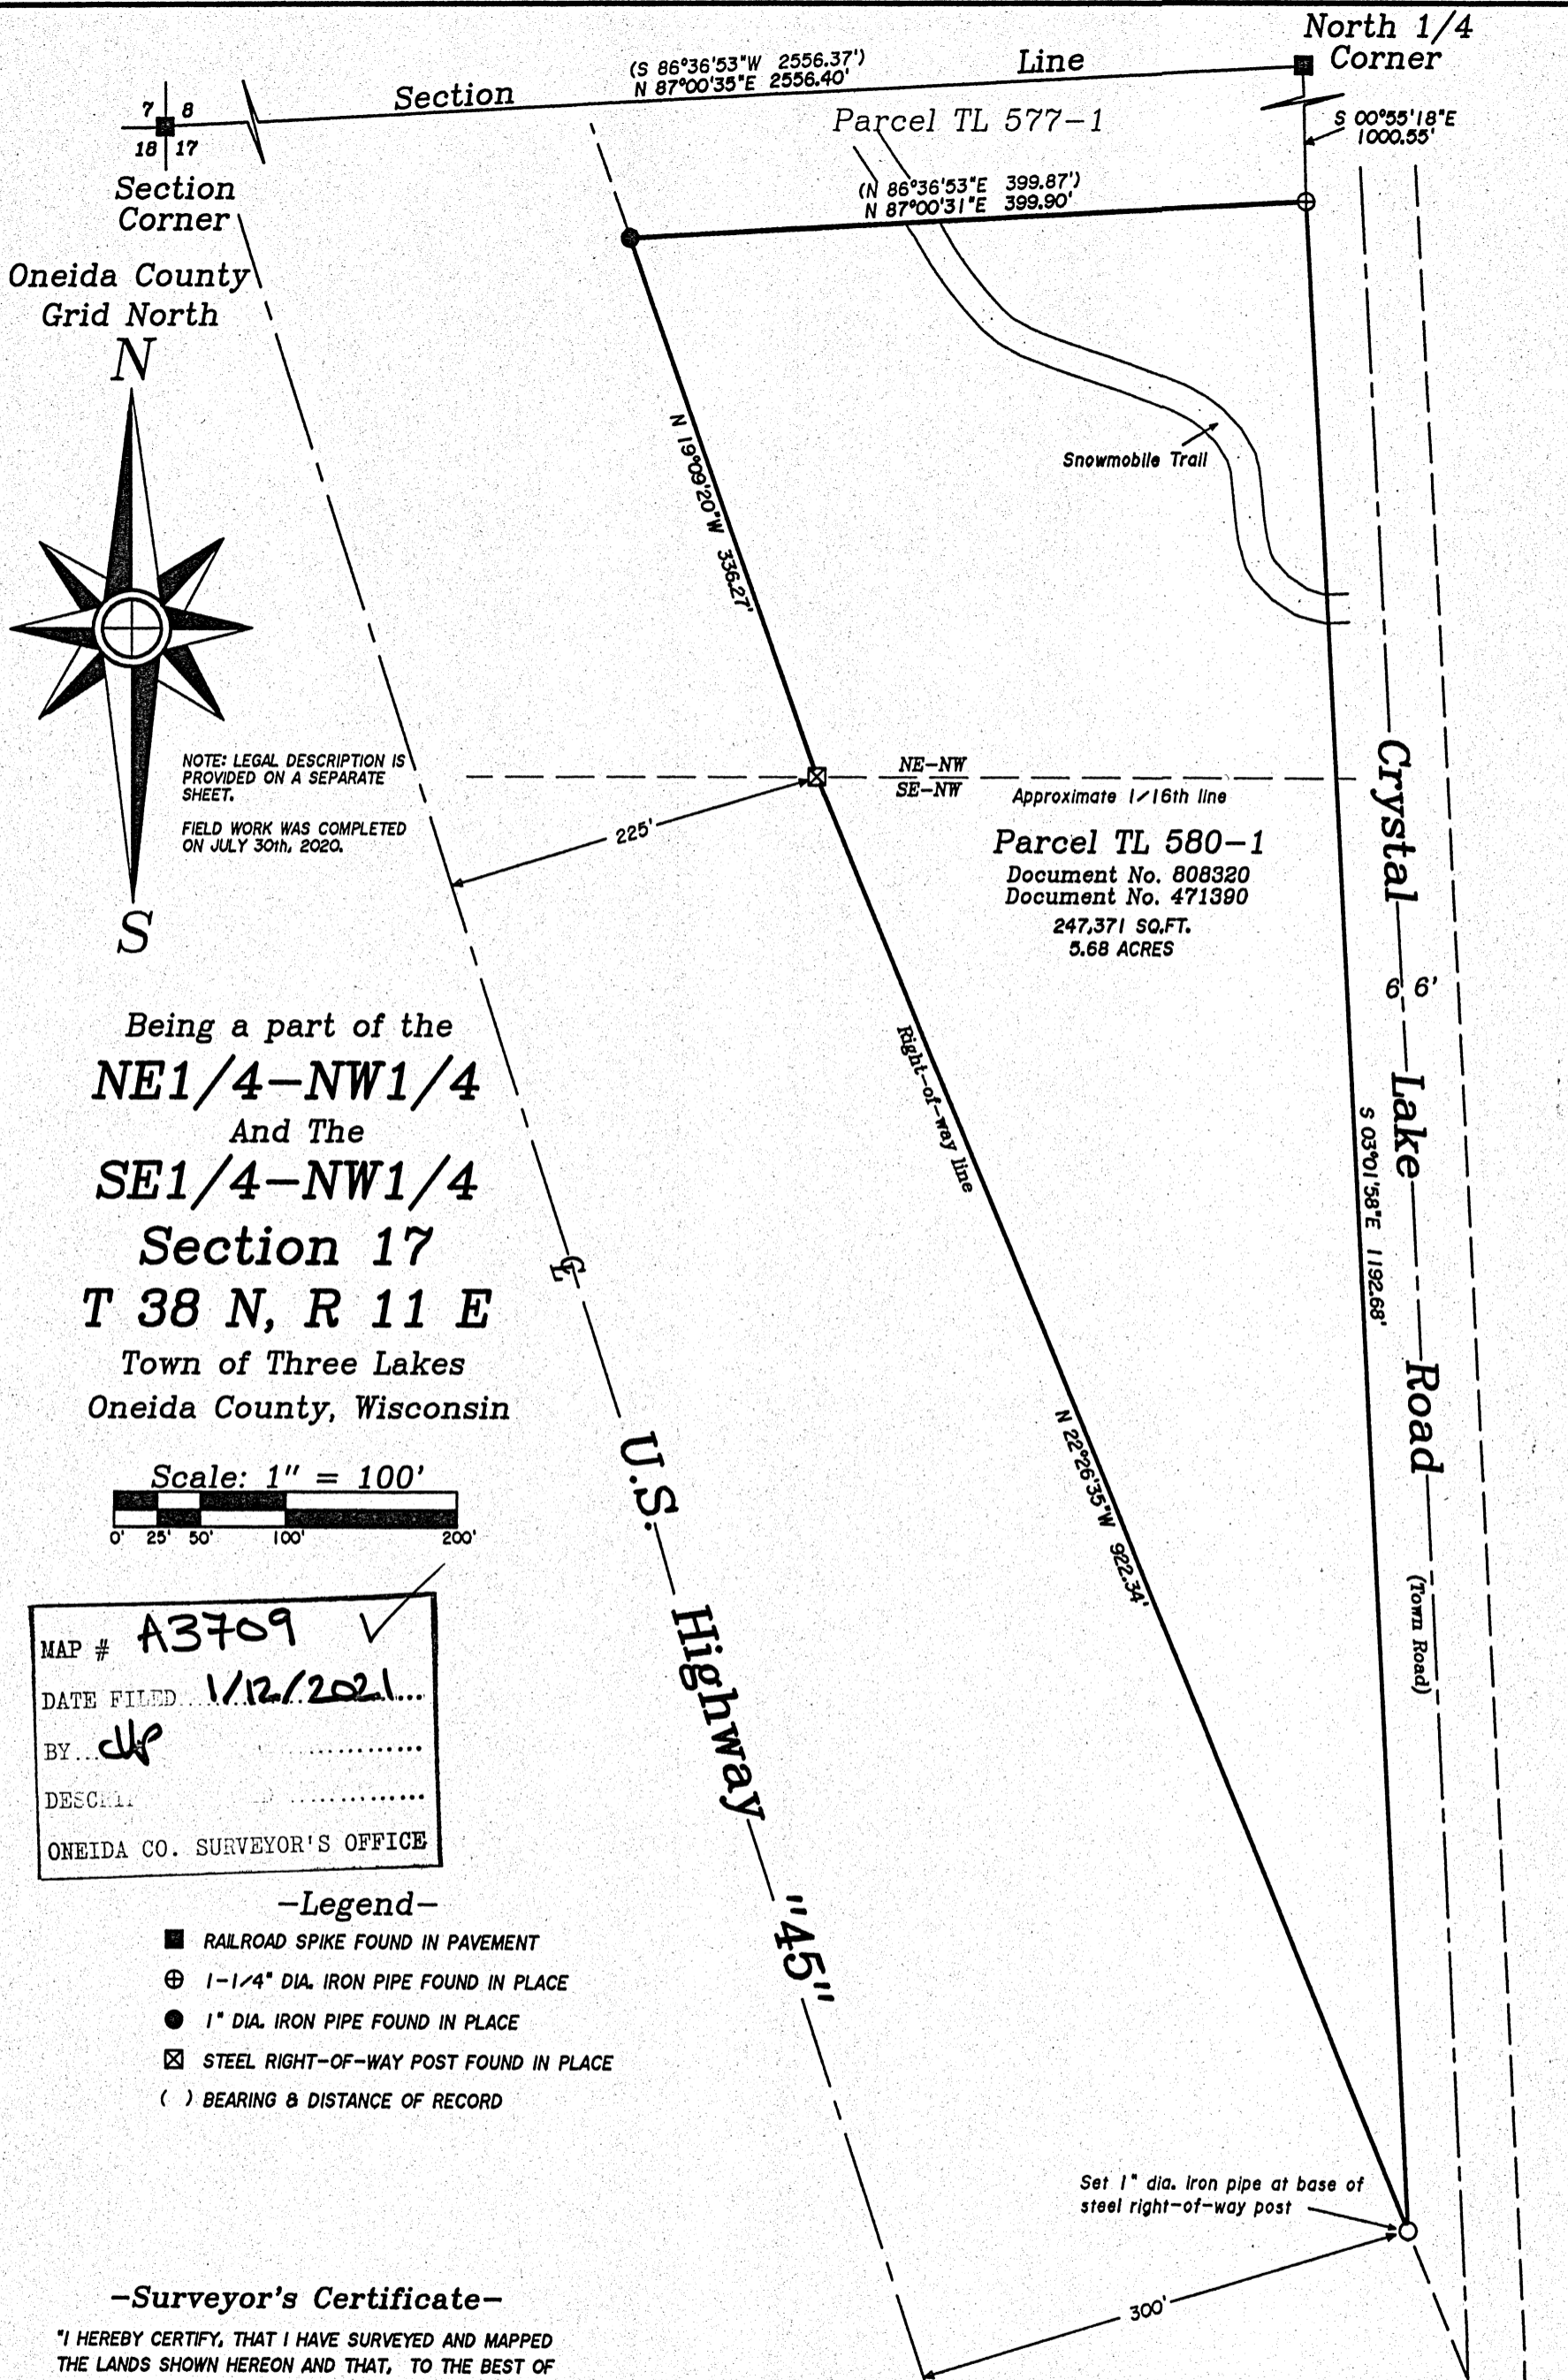 North 1/4
Corner
(S 86°36'53"W 2556.37')
N 87°00'35"E 2556.40'
Section Line
7 8
18 17
Section
Corner
Parcel TL 577-1
S 00°55'18"E
1000.55'
(N 86°36'53"E 399.87')
N 87°00'31"E 399.90'
Oneida County
Grid North
N
S
N 19°09'20"W 336.27'
Snowmobile Trail
NOTE: LEGAL DESCRIPTION IS
PROVIDED ON A SEPARATE
SHEET.
FIELD WORK WAS COMPLETED
ON JULY 30th, 2020.
225'
NE-NW
SE-NW
Approximate 1/16th line
Parcel TL 580-1
Document No. 808320
Document No. 471390
247,371 SQ.FT.
5.68 ACRES
Crystal Lake Road
66'
(Town Road)
Right-of-way line
S 03°01'58"E 1192.68'
N 22°26'35"W 922.34'
Being a part of the
NE1/4-NW1/4
And The
SE1/4-NW1/4
Section 17
T 38 N, R 11 E
Town of Three Lakes
Oneida County, Wisconsin
Scale: 1" = 100'
0' 25' 50' 100' 200'
U.S. Highway "45"
MAP # A3709 ✓
DATE FILED 1/12/2021
BY
ONEIDA CO. SURVEYOR'S OFFICE
-Legend-
RAILROAD SPIKE FOUND IN PAVEMENT
1-1/4" DIA. IRON PIPE FOUND IN PLACE
1" DIA. IRON PIPE FOUND IN PLACE
STEEL RIGHT-OF-WAY POST FOUND IN PLACE
( ) BEARING & DISTANCE OF RECORD
Set 1" dia. iron pipe at base of
steel right-of-way post
300'
-Surveyor's Certificate-
"I HEREBY CERTIFY, THAT I HAVE SURVEYED AND MAPPED
THE LANDS SHOWN HEREON AND THAT, TO THE BEST OF